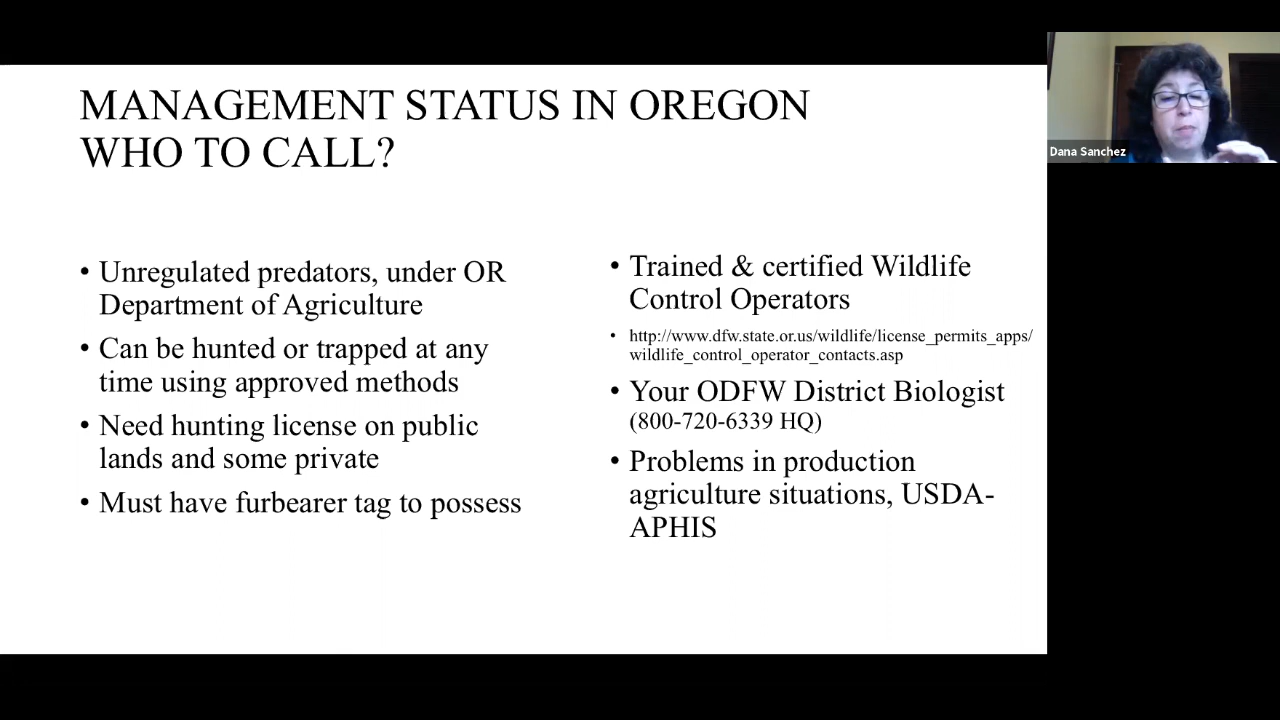 MANAGEMENT STATUS IN OREGON
WHO TO CALL?
• Unregulated predators, under OR
Department of Agriculture
• Can be hunted or trapped at any
time using approved methods
• Need hunting license on public
lands and some private
• Must have furbearer tag to possess
• Trained & certified Wildlife
Control Operators
• http://www.dfw.state.or.us/wildlife/license_permits_apps/
wildlife_control_operator_contacts.asp
• Your ODFW District Biologist
(800-720-6339 HQ)
• Problems in production
agriculture situations, USDA-
APHIS
Dana Sanchez